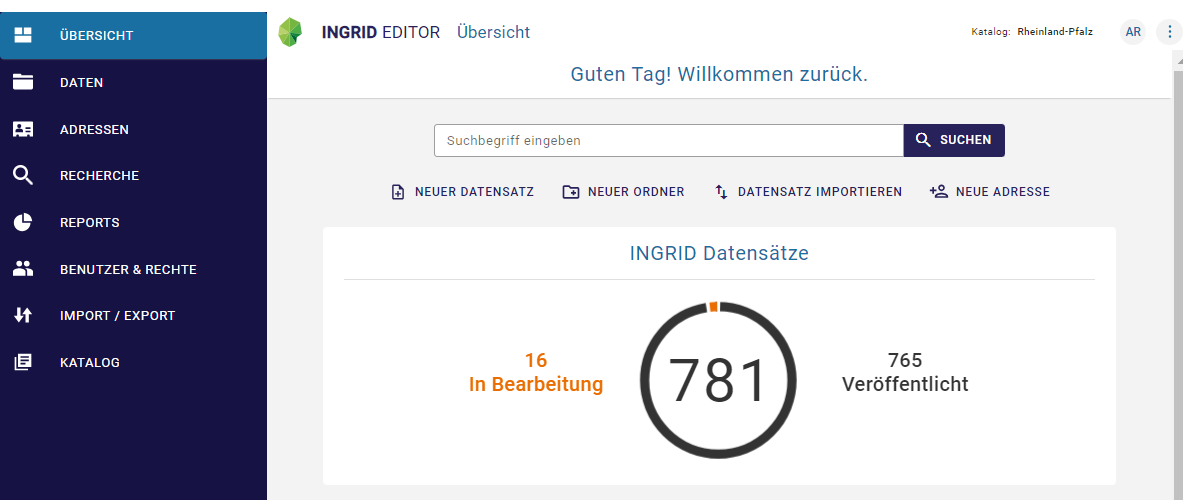 ÜBERSICHT
DATEN
ADRESSEN
RECHERCHE
REPORTS
BENUTZER & RECHTE
IMPORT / EXPORT
KATALOG
INGRID EDITOR Übersicht
Katalog: Rheinland-Pfalz
AR
Guten Tag! Willkommen zurück.
Suchbegriff eingeben
SUCHEN
NEUER DATENSATZ
NEUER ORDNER
DATENSATZ IMPORTIEREN
NEUE ADRESSE
INGRID Datensätze
16
In Bearbeitung
781
765
Veröffentlicht